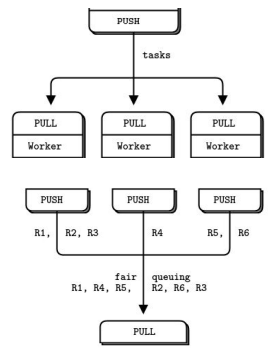 PUSH
tasks
PULL PULL PULL
Worker Worker Worker
PUSH PUSH PUSH
R1, R2, R3 R4 R5, R6
fair queuing
R1, R4, R5, R2, R6, R3
PULL